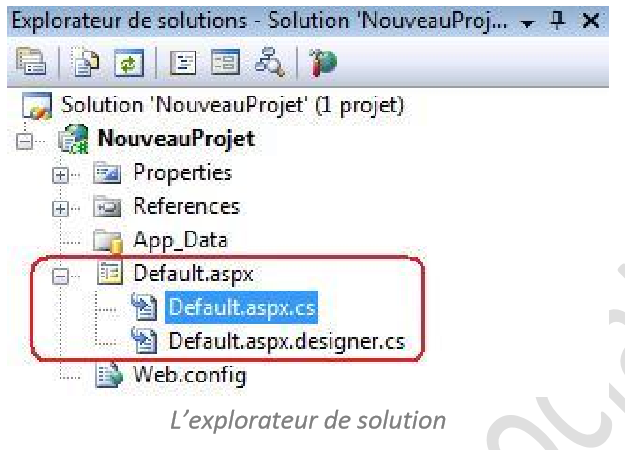 Explorateur de solutions - Solution 'NouveauProj...
Solution 'NouveauProjet' (1 projet)
NouveauProjet
Properties
References
App_Data
Default.aspx
Default.aspx.cs
Default.aspx.designer.cs
Web.config
L'explorateur de solution